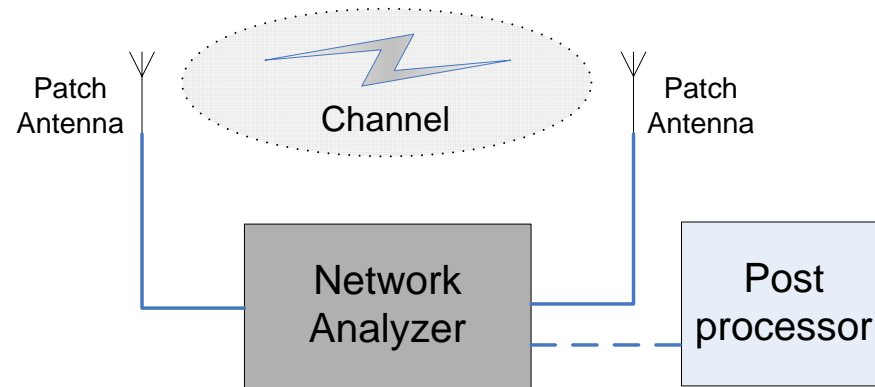 Patch
Antenna
Channel
Patch
Antenna
Network
Analyzer
Post
processor